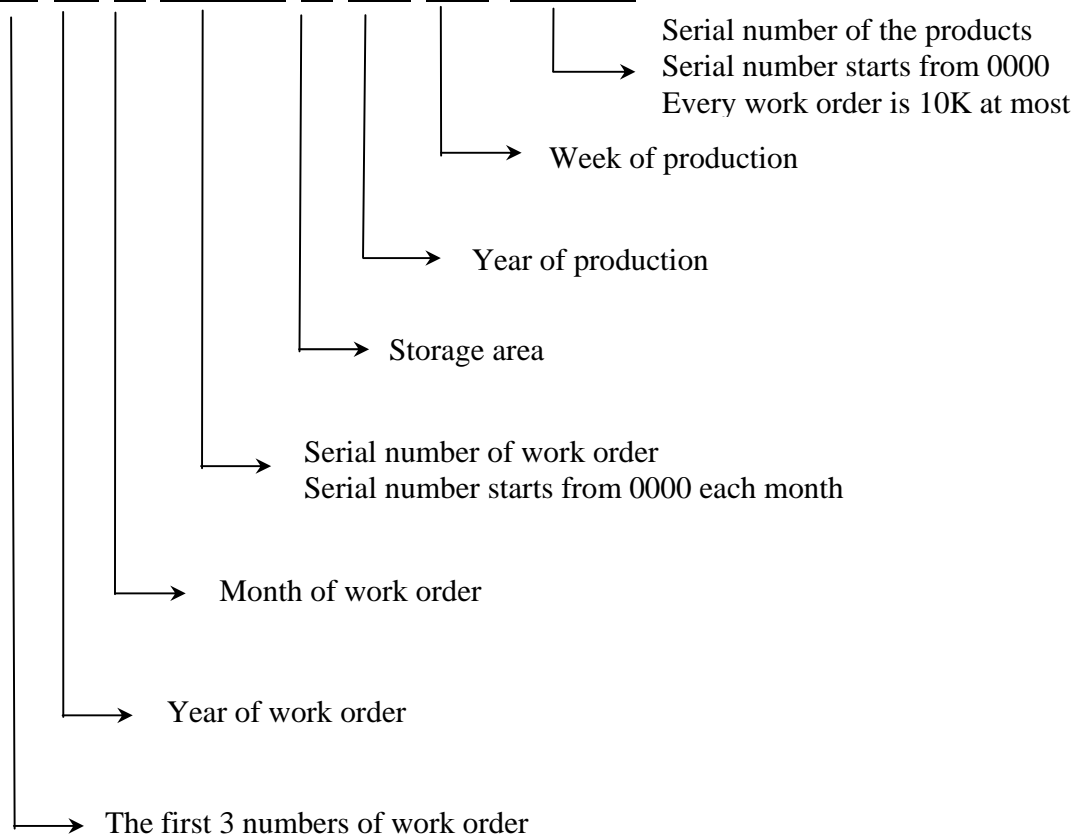 Serial number of the products
Serial number starts from 0000
Every work order is 10K at most
Week of production
Year of production
Storage area
Serial number of work order
Serial number starts from 0000 each month
Month of work order
Year of work order
The first 3 numbers of work order